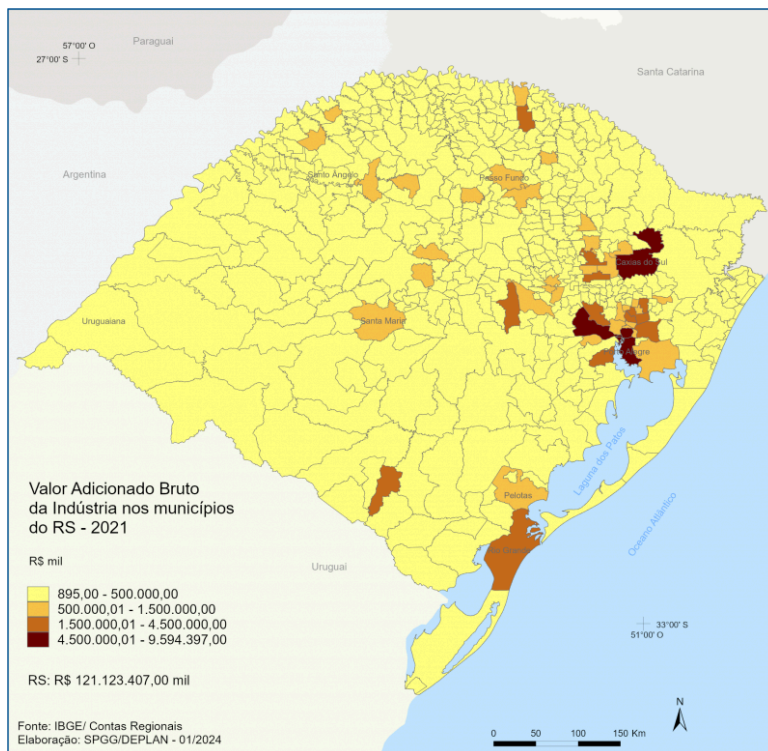 57°00' O
27°00' S
Paraguai
Santa Catarina
Argentina
Santo Ângelo
Passo Fundo
Caxias do Sul
Uruguaiana
Santa Maria
Porto Alegre
Laguna dos Patos
Pelotas
Oceano Atlântico
Rio Grande
Uruguai
Valor Adicionado Bruto
da Indústria nos municípios
do RS - 2021
R$ mil
895,00 - 500.000,00
500.000,01 - 1.500.000,00
1.500.000,01 - 4.500.000,00
4.500.000,01 - 9.594.397,00
RS: R$ 121.123.407,00 mil
33°00' S
51°00' O
N
Fonte: IBGE/ Contas Regionais
Elaboração: SPGG/DEPLAN - 01/2024
0 50 100 150 Km